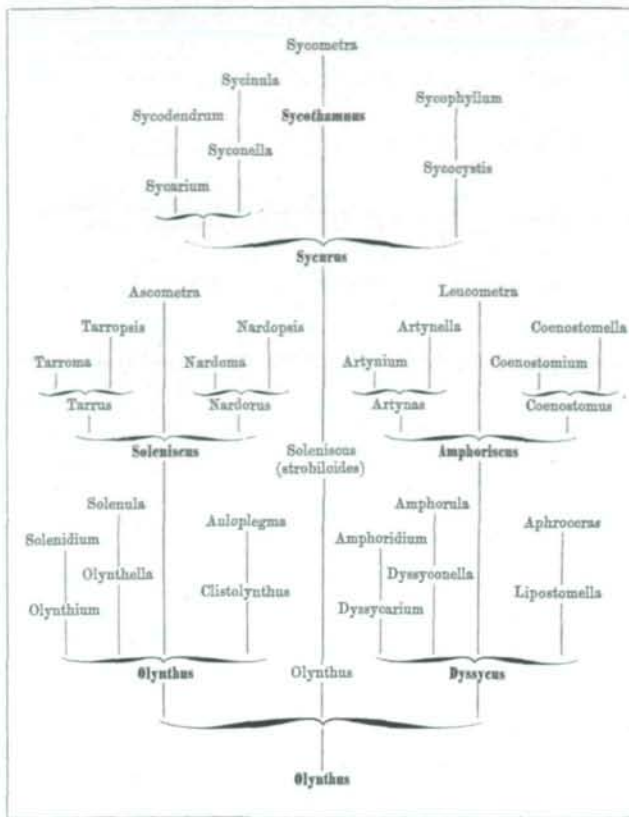 Sycometra
Sycinula
Sycophyllum
Sycodendrum
Sycothamnus
Syconella
Sycocystis
Sycarium
Sycurus
Ascometra
Leucometra
Tarropsis
Nardopsis
Artynella
Coenostomella
Tarroma
Nardoma
Artynium
Coenostomium
Tarrus
Nardorus
Artynas
Coenostomus
Soleniscus
Soleniscus
(strobiloides)
Amphoriscus
Solenula
Amphorula
Auloplegma
Aphroceras
Solenidium
Amphoridium
Olynthella
Dyssyconella
Clistolynthus
Lipostomella
Olynthium
Dyssycarium
Olynthus
Olynthus
Dyssycus
Olynthus